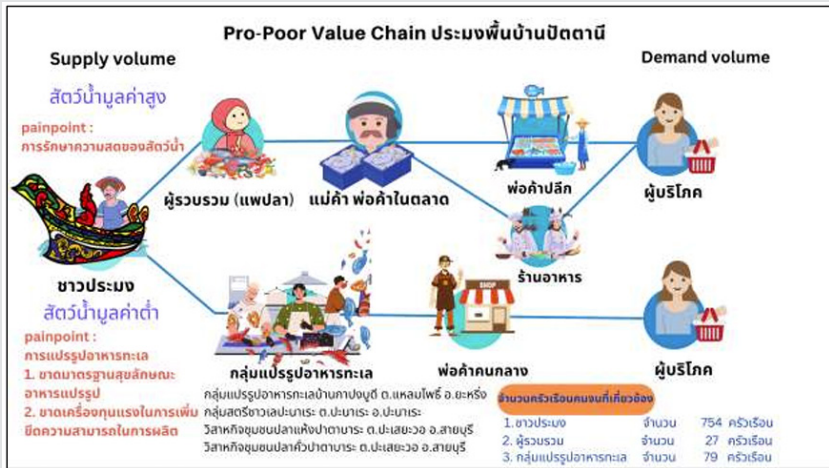 Pro-Poor Value Chain ประมงพื้นบ้านปัตตานี
Supply volume
Demand volume
สัตว์น้ำมูลค่าสูง
painpoint :
การรักษาความสดของสัตว์น้ำ
ผู้รวบรวม (แพปลา)
แม่ค้า พ่อค้าในตลาด
พ่อค้าปลีก
ผู้บริโภค
ชาวประมง
ร้านอาหาร
สัตว์น้ำมูลค่าต่ำ
painpoint :
การแปรรูปอาหารทะเล
1. ขาดมาตรฐานสุขลักษณะ
อาหารแปรรูป
2. ขาดเครื่องทุนแรงในการเพิ่ม
ขีดความสามารถในการผลิต
SHOP
กลุ่มแปรรูปอาหารทะเล
พ่อค้าคนกลาง
ผู้บริโภค
กลุ่มแปรรูปอาหารทะเลบ้านกาปงบูดี ต.แหลมโพธิ์ อ.ยะหริ่ง
กลุ่มสตรีชาวเลปะนาเระ ต.ปะนาเระ อ.ปะนาเระ
วิสาหกิจชุมชนปลาแห้งปาตาบาระ ต.ปะเสยะวอ อ.สายบุรี
วิสาหกิจชุมชนปลาคั่วปาตาบาระ ต.ปะเสยะวอ อ.สายบุรี
จำนวนครัวเรือนคนจนที่เกี่ยวข้อง
1. ชาวประมง จำนวน 754 ครัวเรือน
2. ผู้รวบรวม จำนวน 27 ครัวเรือน
3. กลุ่มแปรรูปอาหารทะเล จำนวน 79 ครัวเรือน